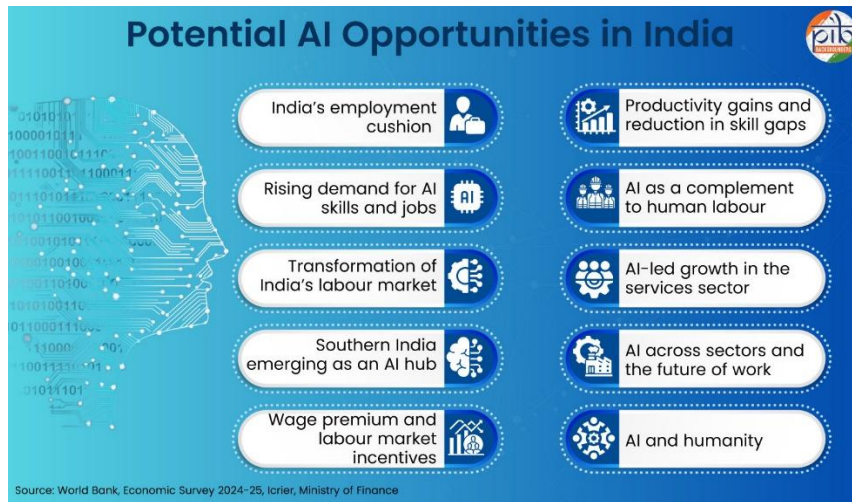 Potential AI Opportunities in India
pib
BACKGROUNDERS
India's employment
cushion
Rising demand for AI
skills and jobs
Transformation of
India's labour market
Southern India
emerging as an AI hub
Wage premium and
labour market
incentives
Productivity gains and
reduction in skill gaps
AI
AI as a complement
to human labour
AI-led growth in the
services sector
AI across sectors and
the future of work
AI and humanity
Source: World Bank, Economic Survey 2024-25, Icrier, Ministry of Finance